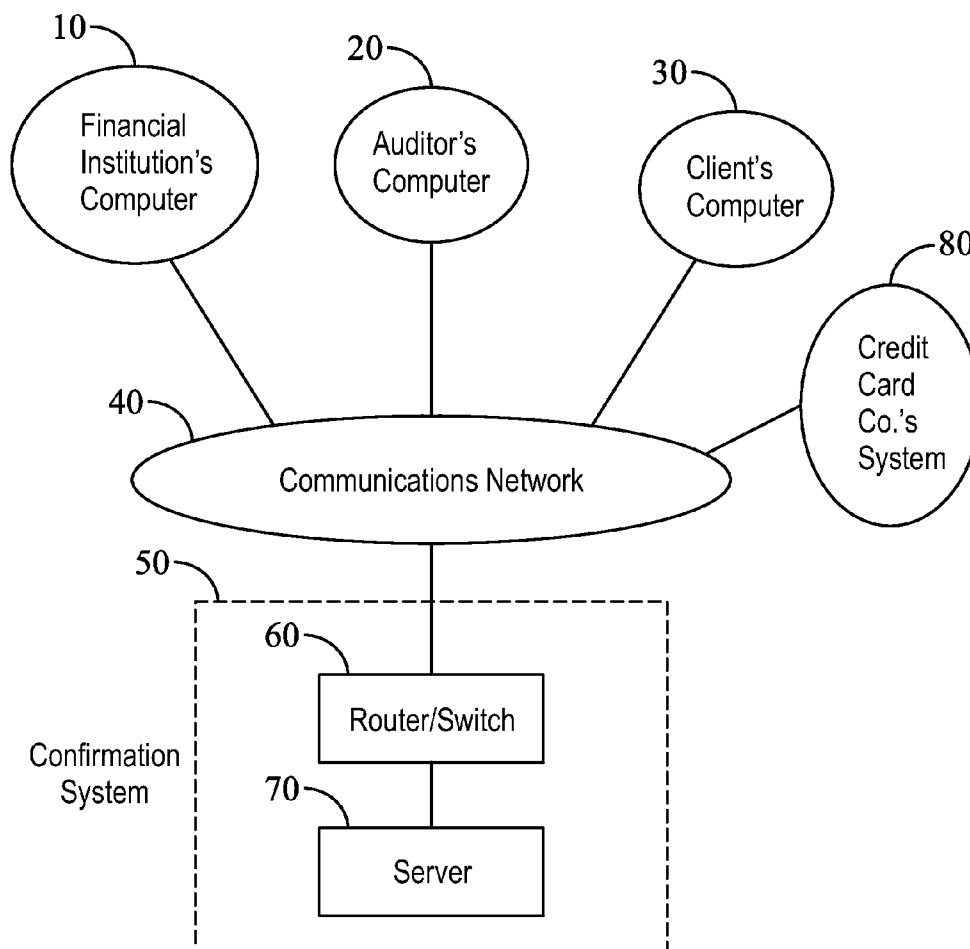 10
Financial
Institution's
Computer
20
Auditor's
Computer
30
Client's
Computer
80
Credit
Card
Co.'s
System
40
Communications Network
50
60
Router/Switch
Confirmation
System
70
Server